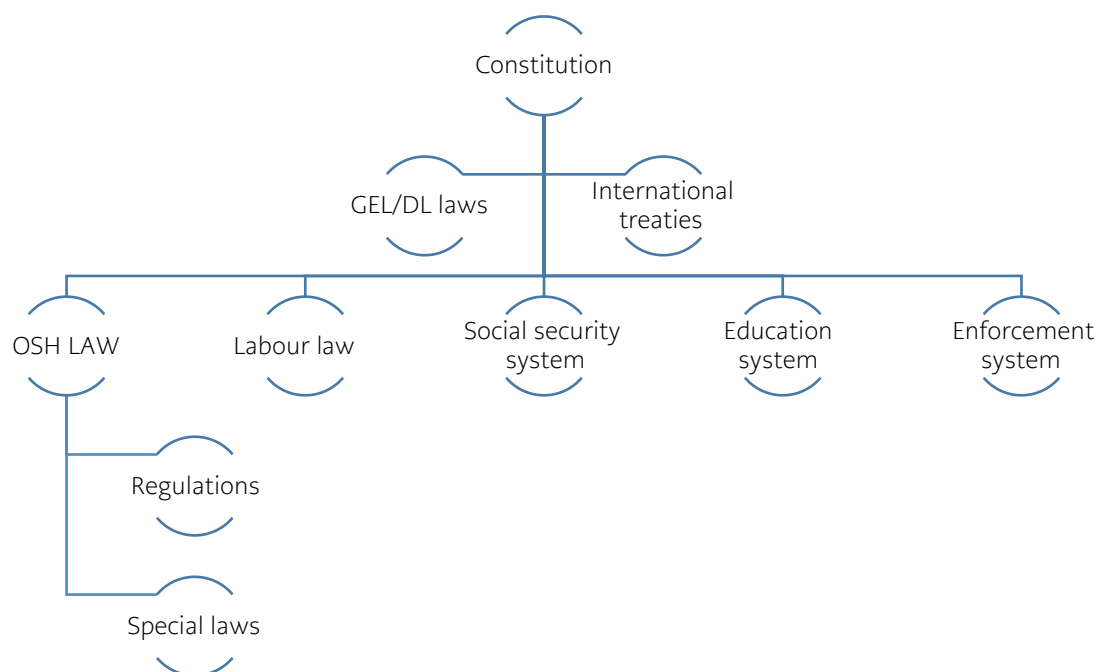 Constitution
GEL/DL laws
International
treaties
OSH LAW
Labour law
Social security
system
Education
system
Enforcement
system
Regulations
Special laws